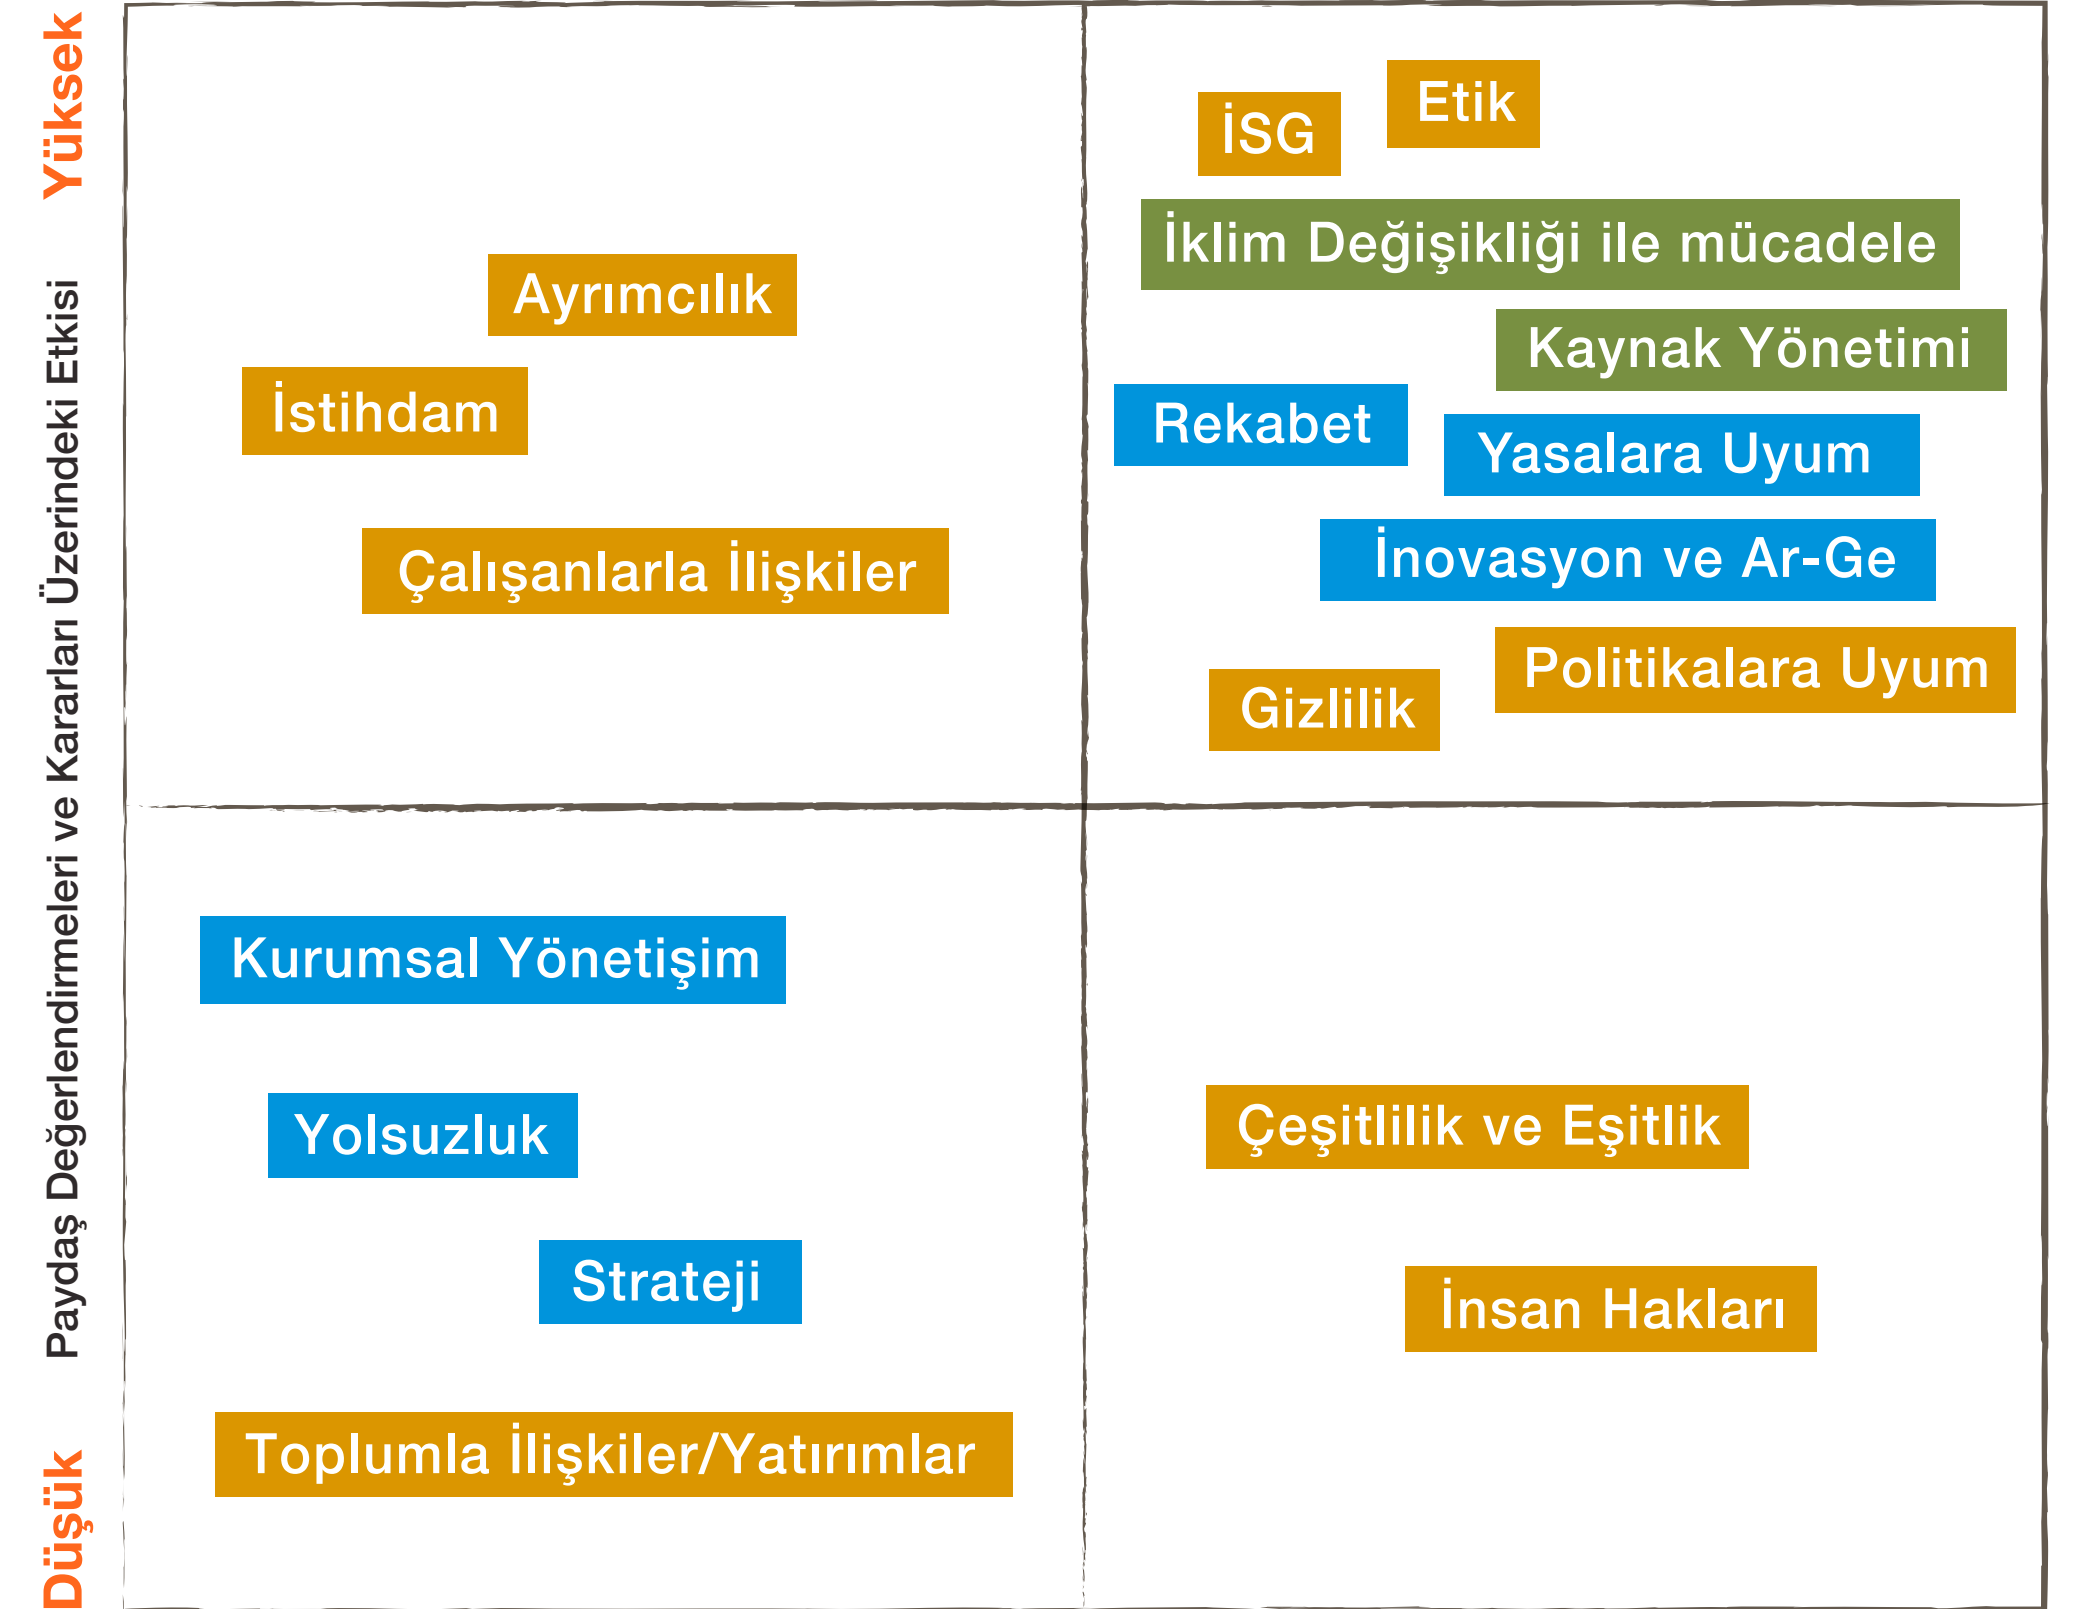 Yüksek
Paydaş Değerlendirmeleri ve Kararları Üzerindeki Etkisi
Düşük
Ayrımcılık
İstihdam
Çalışanlarla İlişkiler
İSG
Etik
İklim Değişikliği ile mücadele
Kaynak Yönetimi
Rekabet
Yasalara Uyum
İnovasyon ve Ar-Ge
Politikalara Uyum
Gizlilik
Kurumsal Yönetişim
Yolsuzluk
Strateji
Toplumla İlişkiler/Yatırımlar
Çeşitlilik ve Eşitlik
İnsan Hakları